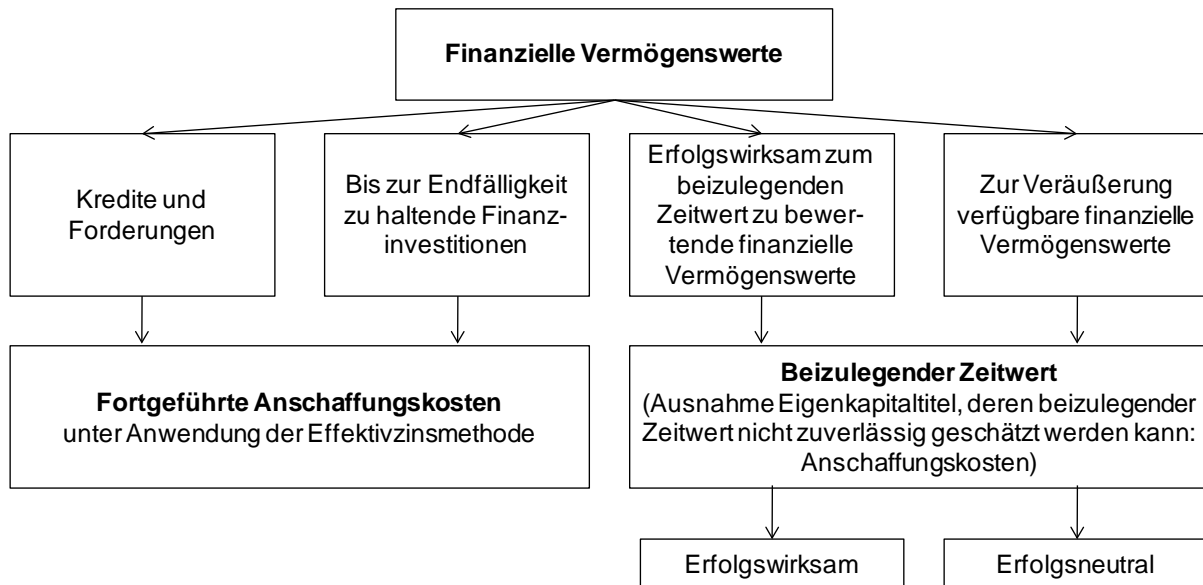 Finanzielle Vermögenswerte
Kredite und
Forderungen
Bis zur Endfälligkeit
zu haltende Finanz-
investitionen
Erfolgswirksam zum
beizulegenden
Zeitwert zu bewer-
tende finanzielle
Vermögenswerte
Zur Veräußerung
verfügbare finanzielle
Vermögenswerte
Fortgeführte Anschaffungskosten
unter Anwendung der Effektivzinsmethode
Beizulegender Zeitwert
(Ausnahme Eigenkapitaltitel, deren beizulegender
Zeitwert nicht zuverlässig geschätzt werden kann:
Anschaffungskosten)
Erfolgswirksam
Erfolgsneutral